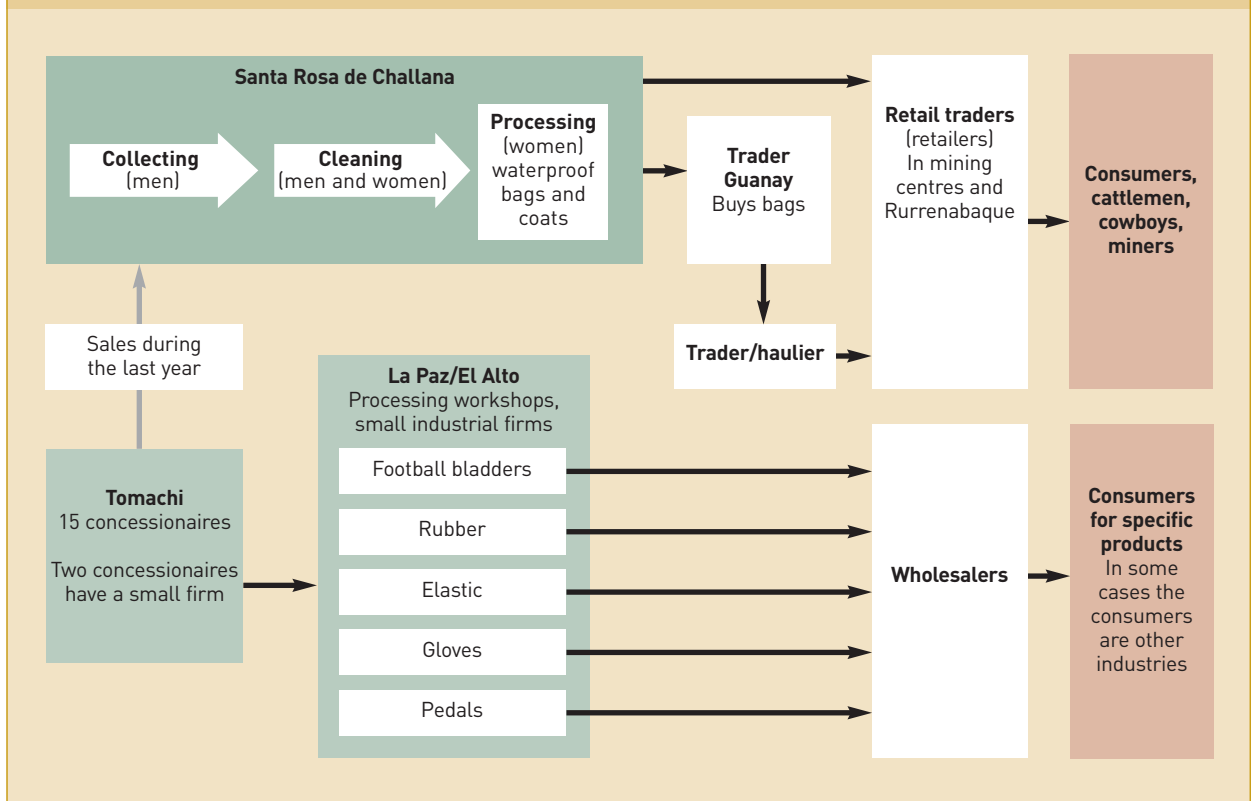 Santa Rosa de Challana
Collecting
(men)
Cleaning
(men and women)
Processing
(women)
waterproof
bags and
coats
Trader
Guanay
Buys bags
Trader/haulier
Retail traders
(retailers)
In mining
centres and
Rurrenabaque
Consumers,
cattlemen,
cowboys,
miners
Sales during
the last year
Tomachi
15 concessionaires
Two concessionaires
have a small firm
La Paz/El Alto
Processing workshops,
small industrial firms
Football bladders
Rubber
Elastic
Gloves
Pedals
Wholesalers
Consumers
for specific
products
In some
cases the
consumers
are other
industries